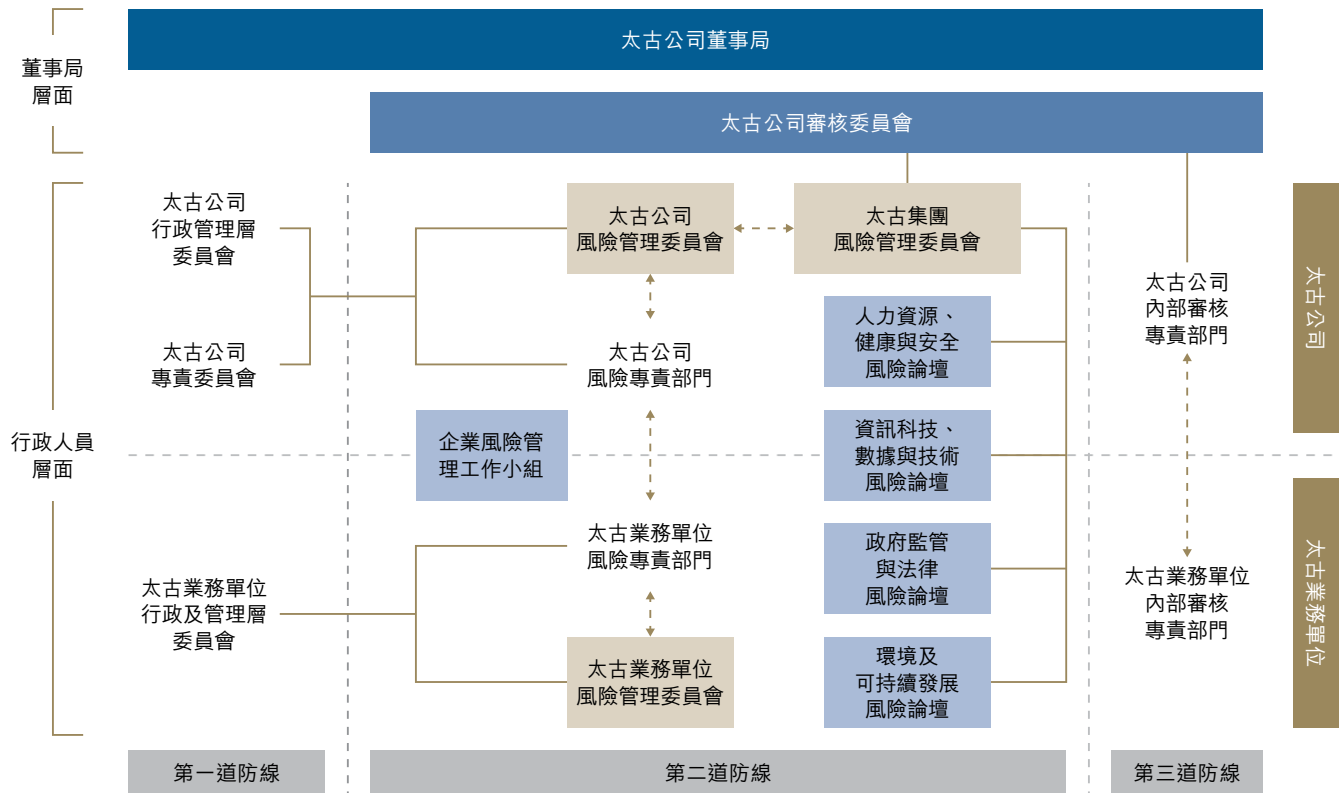 太古公司董事局
董事局
層面
太古公司審核委員會
太古公司
行政管理層
委員會
太古公司
風險管理委員會
太古集團
風險管理委員會
太古公司
內部審核
專責部門
太古公司
人力資源、
健康與安全
風險論壇
太古公司
專責委員會
太古公司
風險專責部門
行政人員
層面
企業風險管
理工作小組
資訊科技、
數據與技術
風險論壇
太古業務單位
行政及管理層
委員會
太古業務單位
風險專責部門
政府監管
與法律
風險論壇
太古業務單位
內部審核
專責部門
太古業務單位
太古業務單位
風險管理委員會
環境及
可持續發展
風險論壇
第一道防線
第二道防線
第三道防線